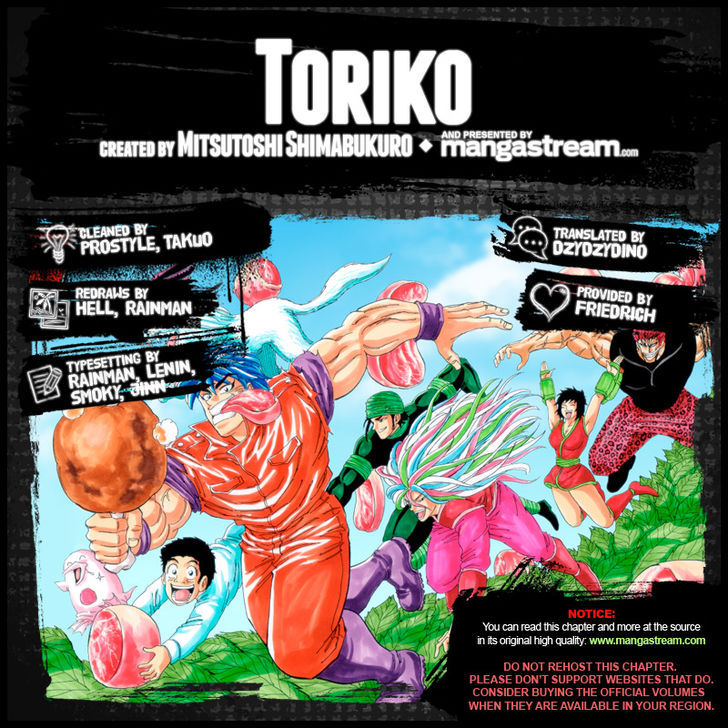 TORIKO
CREATED BY MITSUTOSHI SHIMABUKURO ◆ AND PRESENTED BY mangastream.com
CLEANED BY
PROSTYLE, TAKUO
REDRAWS BY
HELL, RAINMAN
TYPESETTING BY
RAINMAN, LENIN,
SMOKY, JINN
TRANSLATED BY
DZYDZYDINO
PROVIDED BY
FRIEDRICH
NOTICE:
You can read this chapter and more at the source
in its original high quality: www.mangastream.com
DO NOT REHOST THIS CHAPTER.
PLEASE DON'T SUPPORT WEBSITES THAT DO.
CONSIDER BUYING THE OFFICIAL VOLUMES
WHEN THEY ARE AVAILABLE IN YOUR REGION.